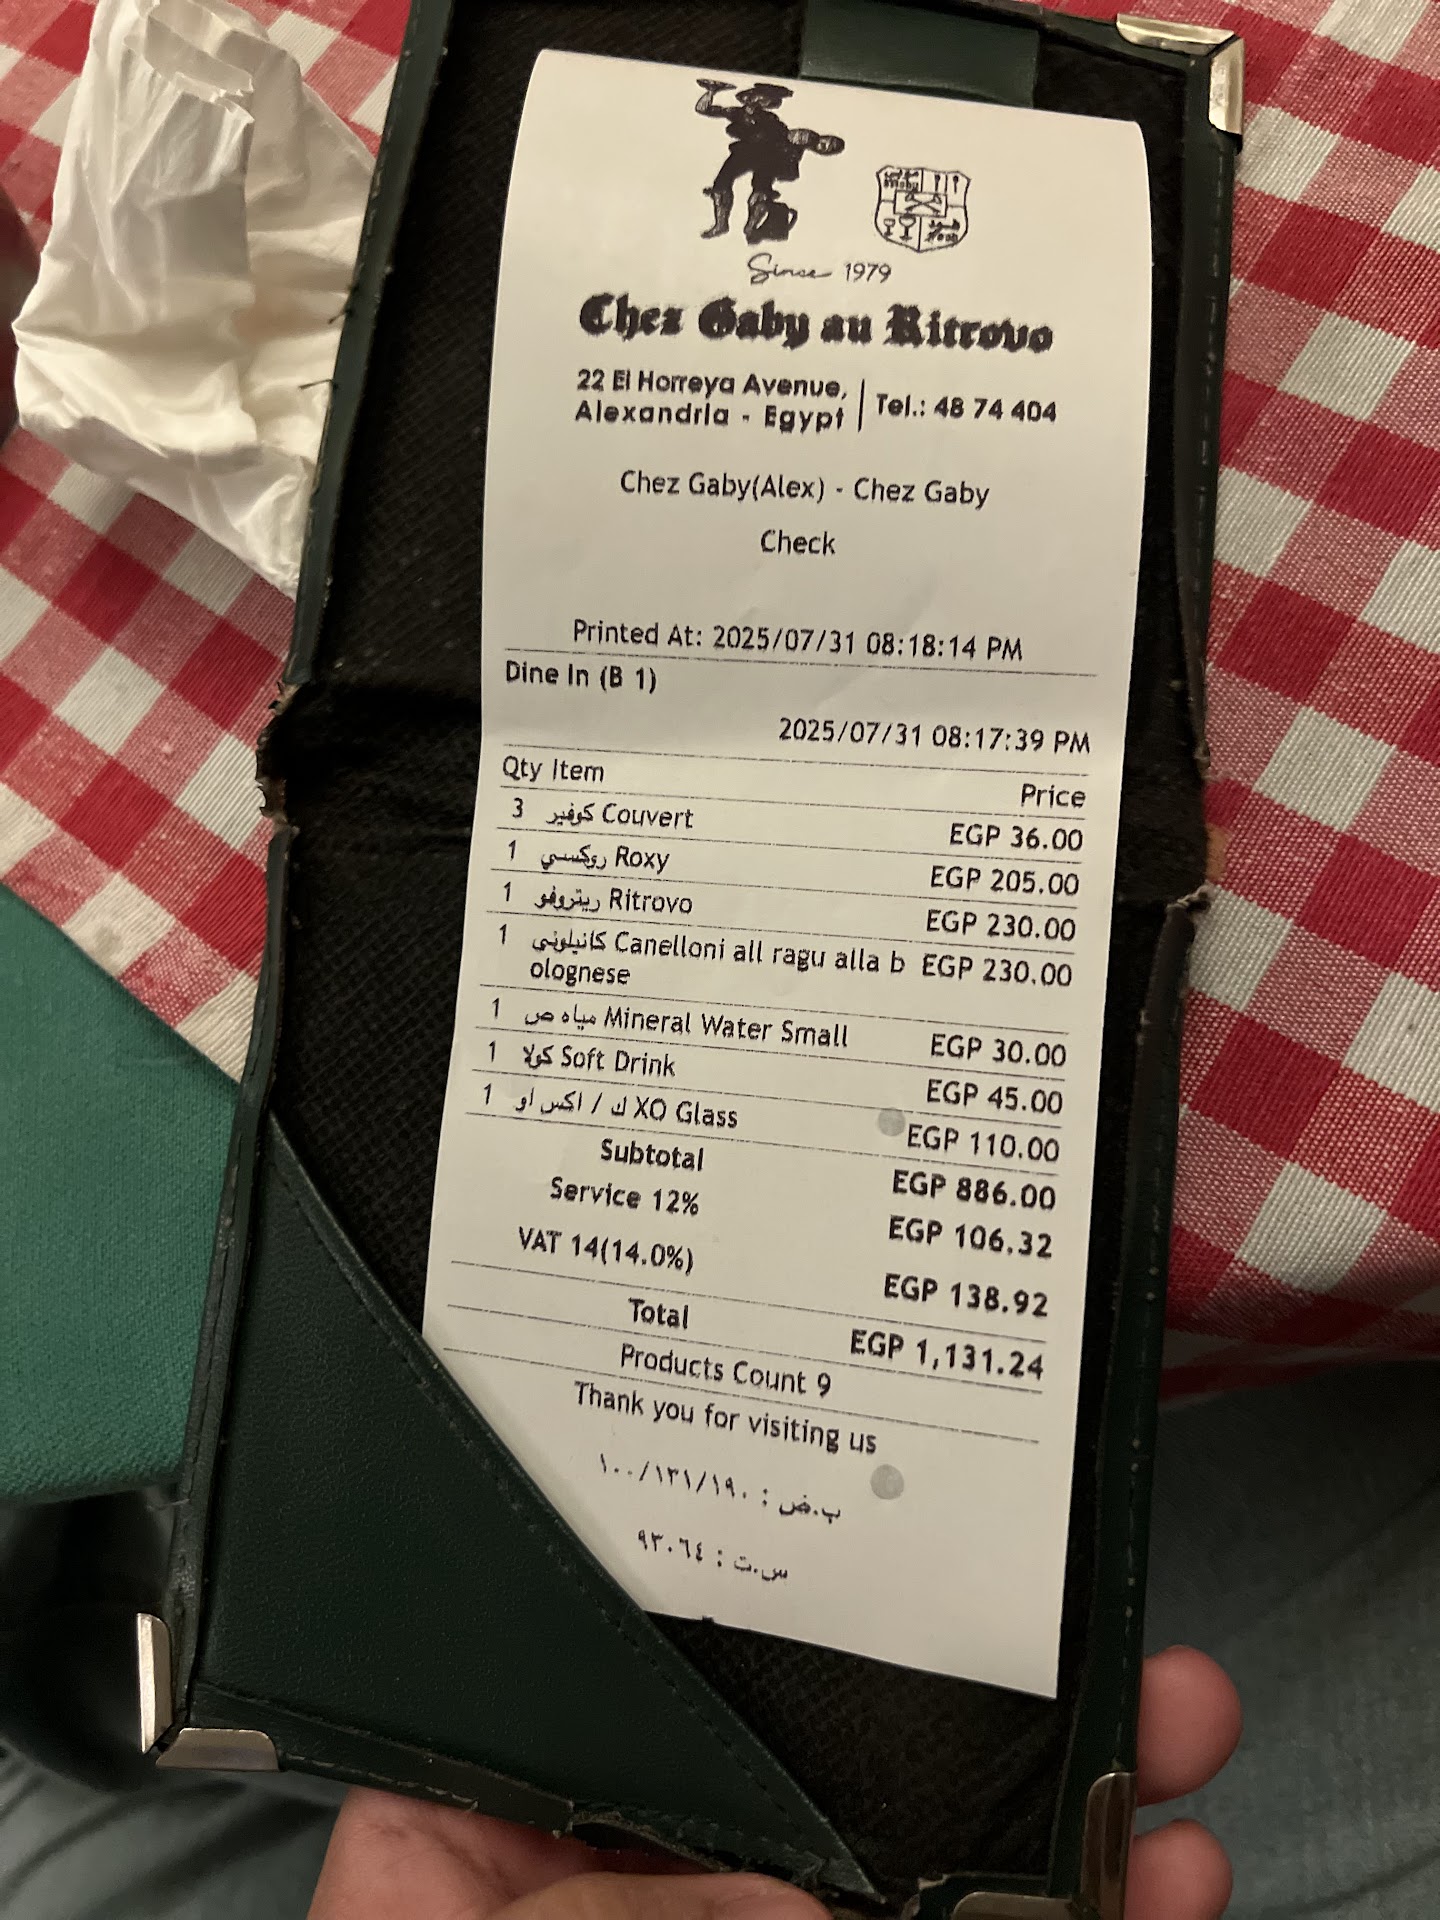 Since 1979
Chez Gaby au Ritrovo
22 El Horreya Avenue,
Alexandria - Egypt
Tel.: 48 74 404
Chez Gaby(Alex) - Chez Gaby
Check
Printed At: 2025/07/31 08:18:14 PM
Dine In (B 1)
2025/07/31 08:17:39 PM
Qty Item Price
3 كوفير Couvert EGP 36.00
1 روكسي Roxy EGP 205.00
1 ريتروفو Ritrovo EGP 230.00
1 كانيلوني Canelloni all ragu alla b EGP 230.00
olognese
1 مياه ص Mineral Water Small EGP 30.00
1 كولا Soft Drink EGP 45.00
1 ك / اكس او XO Glass EGP 110.00
Subtotal EGP 886.00
Service 12% EGP 106.32
VAT 14(14.0%) EGP 138.92
Total EGP 1,131.24
Products Count 9
Thank you for visiting us
ب.ض : ١٠٠/١٣١/١٩٠
س.ت : ٩٣٠٦٤